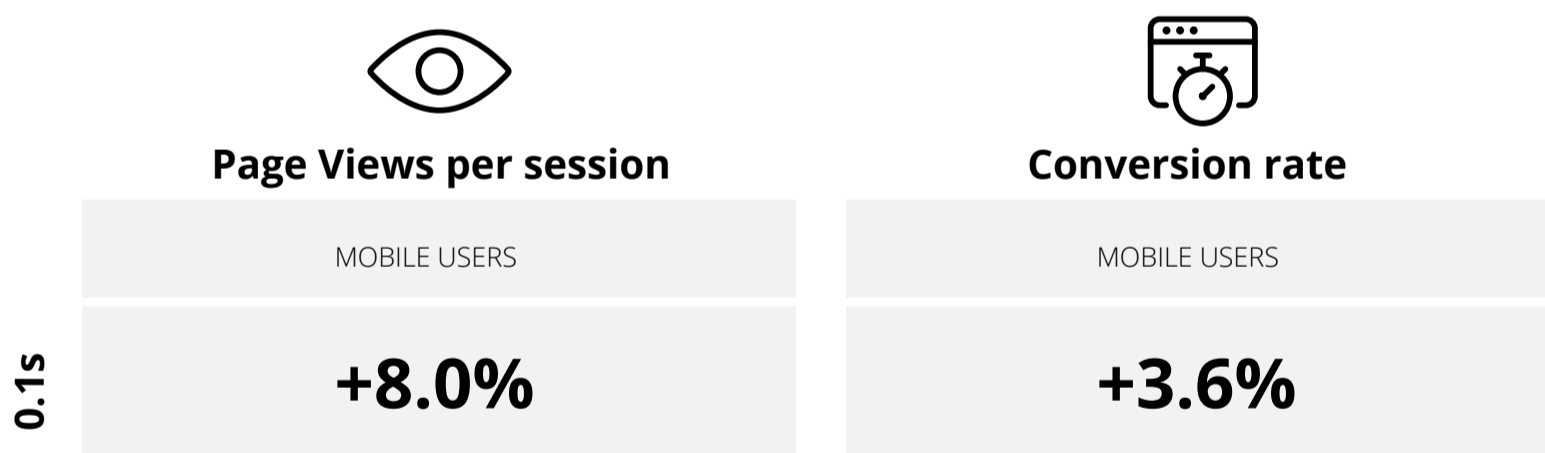 Page Views per session
Conversion rate
MOBILE USERS
MOBILE USERS
0.1s
+8.0%
+3.6%